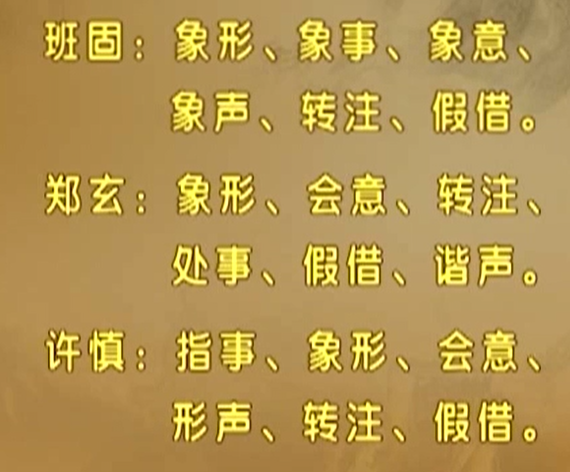 班固：象形、象事、象意、
象声、转注、假借。
郑玄：象形、会意、转注、
处事、假借、谐声。
许慎：指事、象形、会意、
形声、转注、假借。